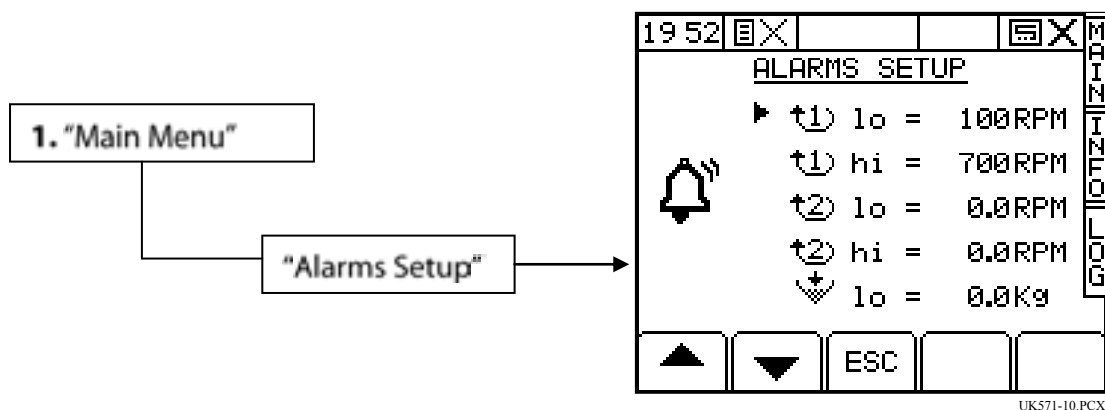 1. "Main Menu"
"Alarms Setup"
19 52
ALARMS SETUP
1 lo = 100RPM
1 hi = 700RPM
2 lo = 0.0RPM
2 hi = 0.0RPM
lo = 0.0Kg
ESC
MAIN
INFO
LOG
UK571-10.PCX